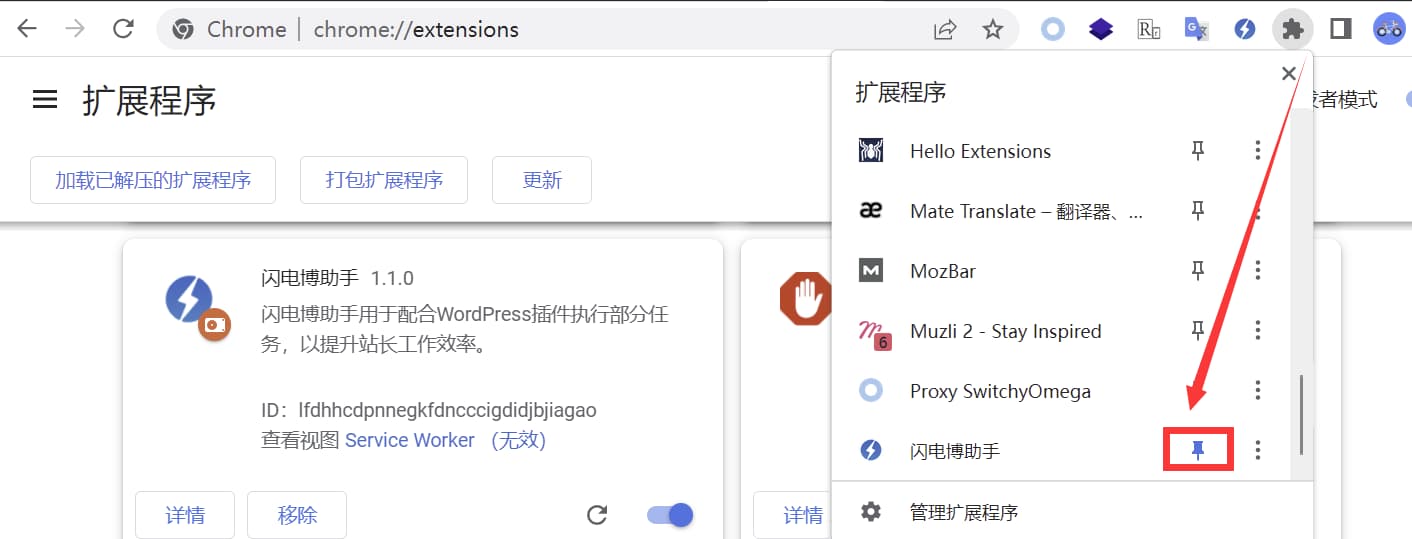 Chrome | chrome://extensions
扩展程序
者模式
加载已解压的扩展程序
打包扩展程序
更新
闪电博助手 1.1.0
闪电博助手用于配合WordPress插件执行部分任
务，以提升站长工作效率。
ID：lfdhhcdpnnegkfdncccigdidjbjiagao
查看视图 Service Worker （无效）
详情
移除
详情
扩展程序
Hello Extensions
Mate Translate – 翻译器、...
MozBar
Muzli 2 - Stay Inspired
6
Proxy SwitchyOmega
闪电博助手
管理扩展程序